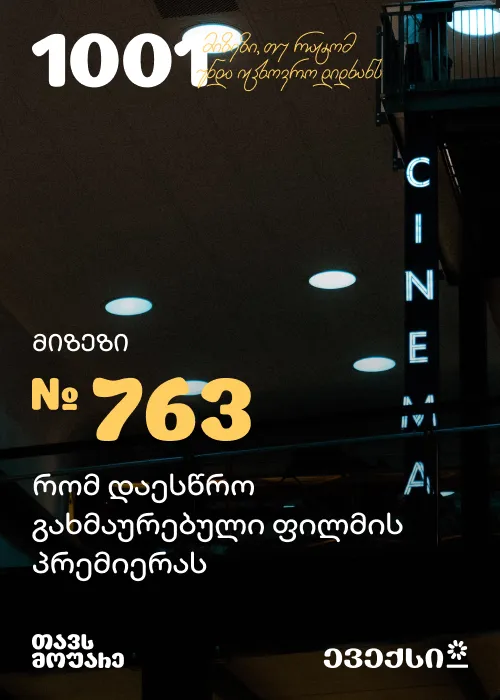 1001 მიზეზი, თუ რატომ
უნდა იცხოვრო დიდხანს
CINEMA
მიზეზი
№ 763
რომ დაესწრო
გახმაურებული ფილმის
პრემიერას
თავს
მოუარე
ევექსი